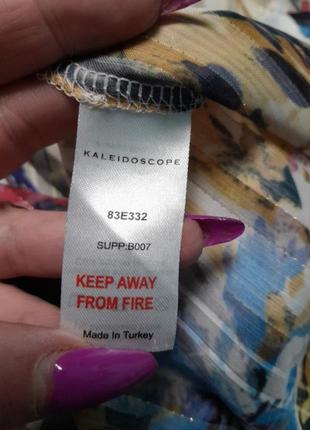 KALEIDOSCOPE
83E332
SUPP:B007
KEEP AWAY
FROM FIRE
Made In Turkey